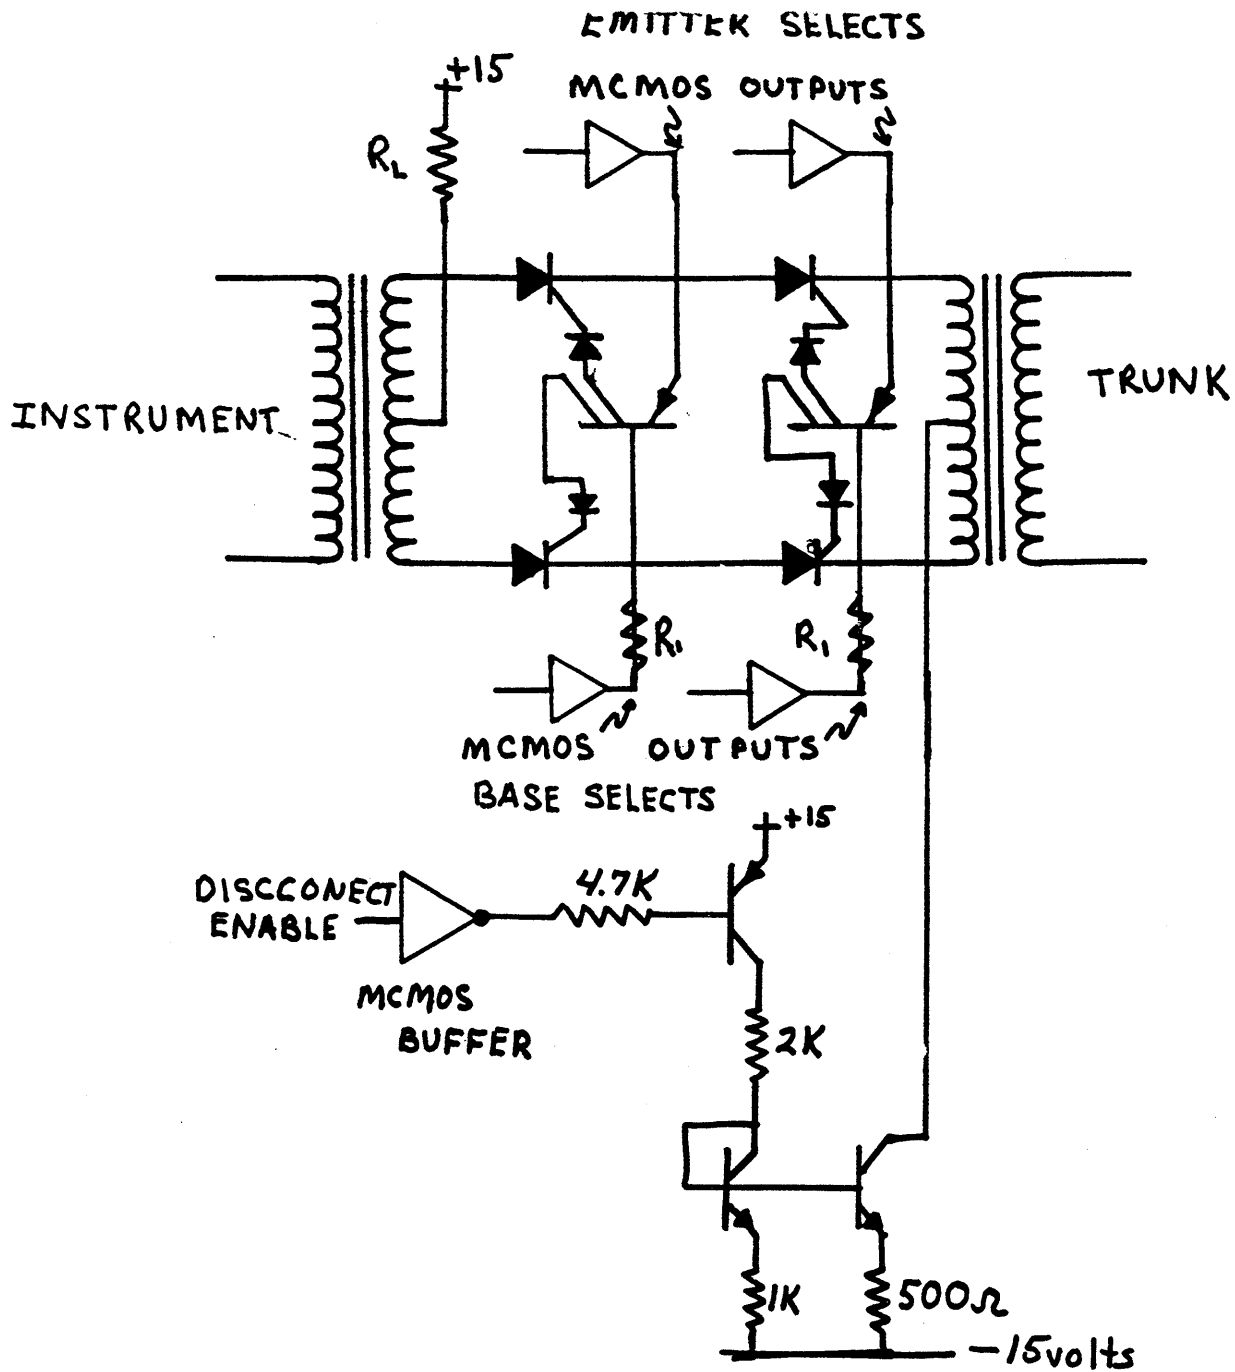 EMITTER SELECTS
+15
MCMOS OUTPUTS
RL
TRUNK
INSTRUMENT
R1
R1
MCMOS OUTPUTS
BASE SELECTS
+15
DISCCONECT
ENABLE
4.7K
MCMOS
BUFFER
2K
1K
500Ω
-15volts